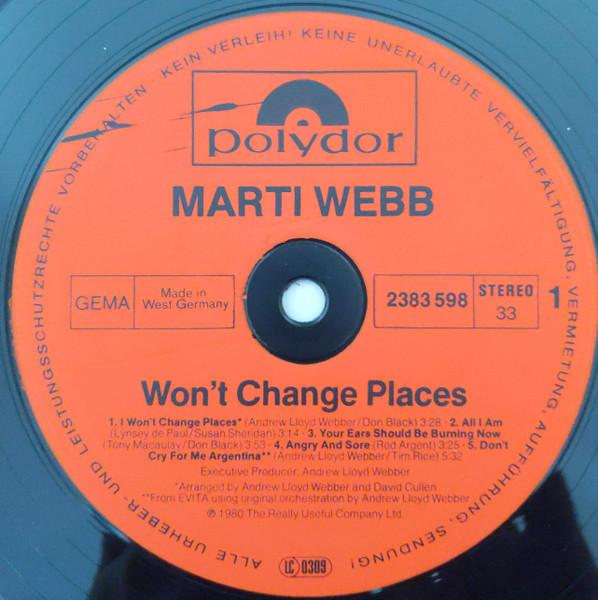 ALLE URHEBER- UND LEISTUNGSSCHUTZRECHTE VORBEHALTEN · KEIN VERLEIH! KEINE UNERLAUBTE VERVIELFÄLTIGUNG, VERMIETUNG, AUFFÜHRUNG, SENDUNG!
polydor
MARTI WEBB
GEMA
Made in
West Germany
2383 598
STEREO
33
1
Won't Change Places
1. I Won't Change Places* (Andrew Lloyd Webber/Don Black) 3:28 · 2. All I Am
(Lynsey de Paul/Susan Sheridan) 3:14 · 3. Your Ears Should Be Burning Now
(Tony Macaulay/Don Black) 3:53 · 4. Angry And Sore (Rod Argent) 3:25 · 5. Don't
Cry For Me Argentina** (Andrew Lloyd Webber/Tim Rice) 5:32
Executive Producer: Andrew Lloyd Webber
*Arranged by Andrew Lloyd Webber and David Cullen
**From EVITA using original orchestration by Andrew Lloyd Webber
℗ 1980 The Really Useful Company Ltd.
LC 0309